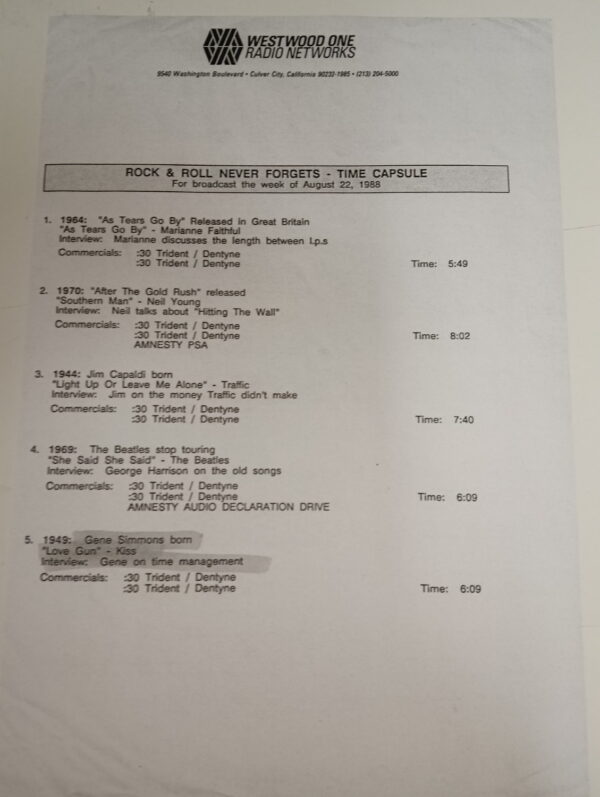 WESTWOOD ONE
RADIO NETWORKS
9540 Washington Boulevard • Culver City, California 90232-1985 • (213) 204-5000
ROCK & ROLL NEVER FORGETS - TIME CAPSULE
For broadcast the week of August 22, 1988
1. 1964: "As Tears Go By" Released in Great Britain
"As Tears Go By" - Marianne Faithful
Interview: Marianne discusses the length between l.p.s
Commercials: :30 Trident / Dentyne
:30 Trident / Dentyne Time: 5:49
2. 1970: "After The Gold Rush" released
"Southern Man" - Neil Young
Interview: Neil talks about "Hitting The Wall"
Commercials: :30 Trident / Dentyne
:30 Trident / Dentyne Time: 8:02
AMNESTY PSA
3. 1944: Jim Capaldi born
"Light Up Or Leave Me Alone" - Traffic
Interview: Jim on the money Traffic didn't make
Commercials: :30 Trident / Dentyne
:30 Trident / Dentyne Time: 7:40
4. 1969: The Beatles stop touring
"She Said She Said" - The Beatles
Interview: George Harrison on the old songs
Commercials: :30 Trident / Dentyne
:30 Trident / Dentyne Time: 6:09
AMNESTY AUDIO DECLARATION DRIVE
5. 1949: Gene Simmons born
"Love Gun" - Kiss
Interview: Gene on time management
Commercials: :30 Trident / Dentyne
:30 Trident / Dentyne Time: 6:09